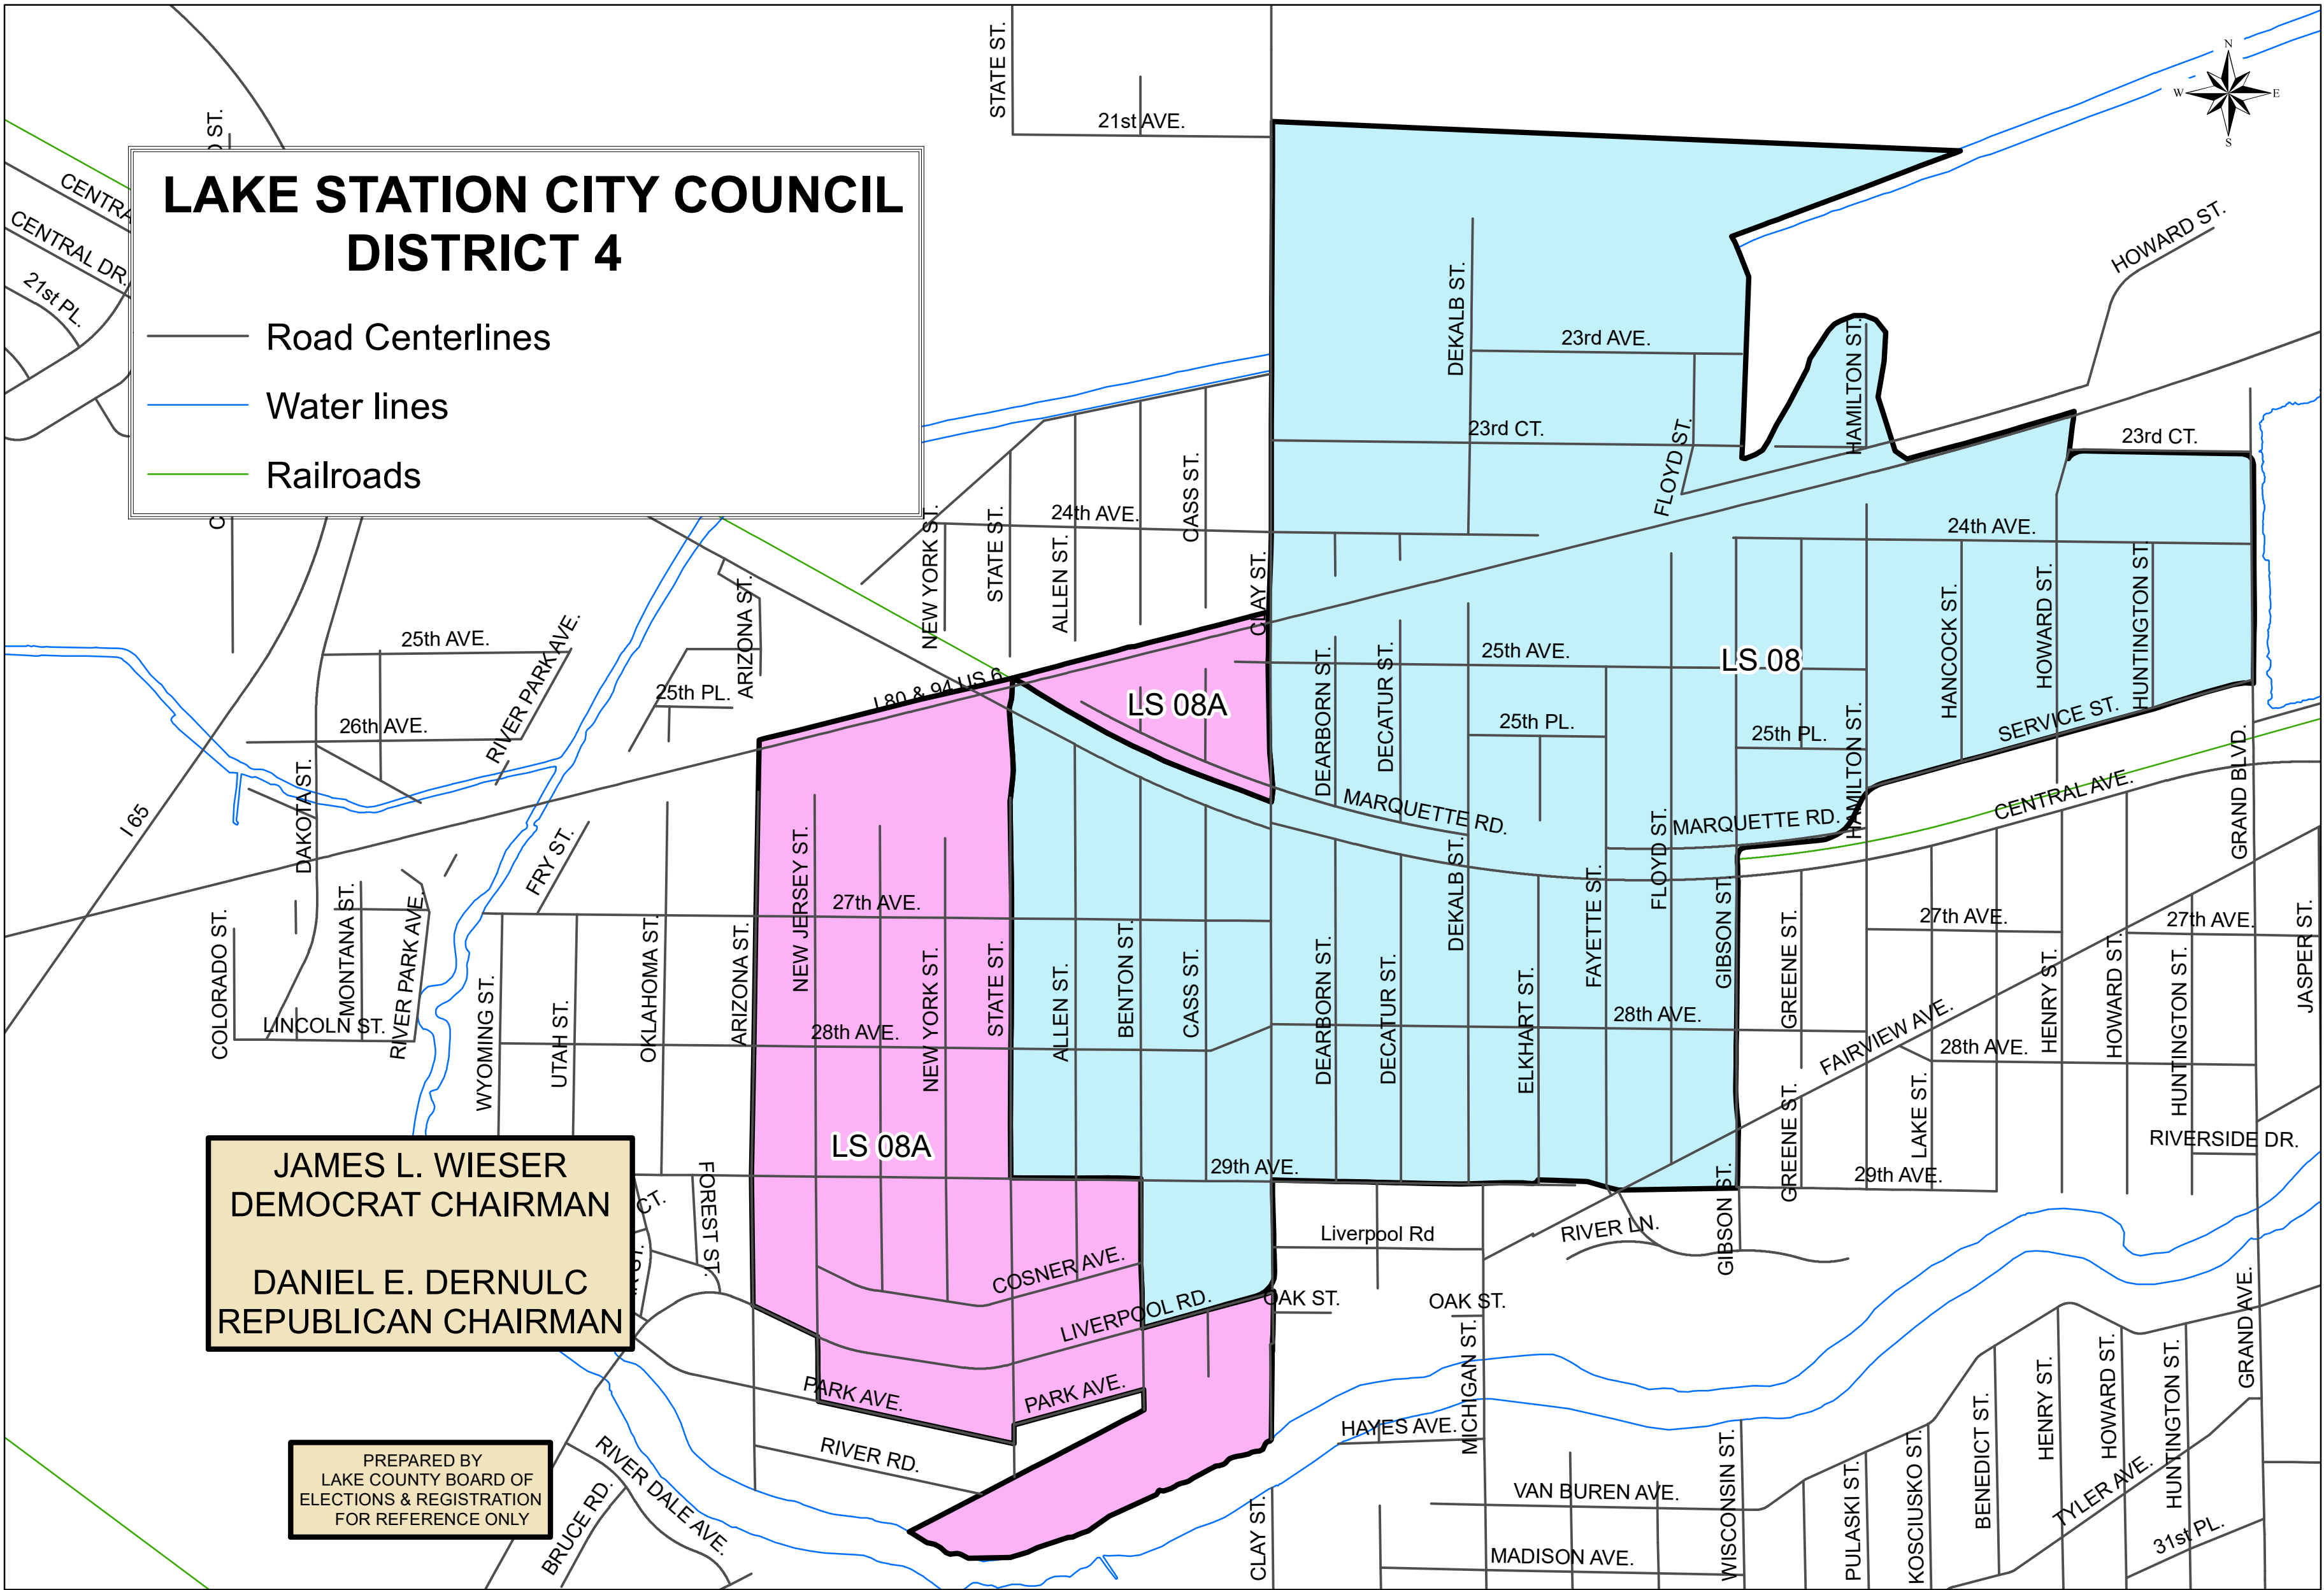 LAKE STATION CITY COUNCIL
DISTRICT 4
Road Centerlines
Water lines
Railroads
N
W
E
S
STATE ST.
21st AVE.
CENTRAL DR.
21st PL.
HOWARD ST.
DEKALB ST.
23rd AVE.
HAMILTON ST.
23rd CT.
FLOYD ST.
23rd CT.
CASS ST.
24th AVE.
NEW YORK ST.
STATE ST.
ALLEN ST.
CLAY ST.
24th AVE.
HANCOCK ST.
HOWARD ST.
HUNTINGTON ST.
ARIZONA ST.
25th AVE.
RIVER PARK AVE.
25th PL.
I 80 & 94 US 6
25th AVE.
LS 08
LS 08A
DEARBORN ST.
DECATUR ST.
25th PL.
25th PL.
SERVICE ST.
26th AVE.
DAKOTA ST.
I 65
MARQUETTE RD.
MARQUETTE RD.
HAMILTON ST.
CENTRAL AVE.
GRAND BLVD.
FRY ST.
NEW JERSEY ST.
27th AVE.
DEKALB ST.
FLOYD ST.
FAYETTE ST.
GIBSON ST.
GREENE ST.
27th AVE.
27th AVE.
JASPER ST.
COLORADO ST.
MONTANA ST.
RIVER PARK AVE.
LINCOLN ST.
WYOMING ST.
UTAH ST.
OKLAHOMA ST.
ARIZONA ST.
28th AVE.
NEW YORK ST.
STATE ST.
ALLEN ST.
BENTON ST.
CASS ST.
DEARBORN ST.
DECATUR ST.
ELKHART ST.
28th AVE.
FAIRVIEW AVE.
28th AVE.
HENRY ST.
HOWARD ST.
HUNTINGTON ST.
LS 08A
29th AVE.
GREENE ST.
LAKE ST.
29th AVE.
RIVERSIDE DR.
JAMES L. WIESER
DEMOCRAT CHAIRMAN
DANIEL E. DERNULC
REPUBLICAN CHAIRMAN
CT.
FOREST ST.
COSNER AVE.
LIVERPOOL RD.
Liverpool Rd
RIVER LN.
GIBSON ST.
OAK ST.
OAK ST.
MICHIGAN ST.
GRAND AVE.
PARK AVE.
PARK AVE.
RIVER RD.
HAYES AVE.
VAN BUREN AVE.
MADISON AVE.
CLAY ST.
WISCONSIN ST.
PULASKI ST.
KOSCIUSKO ST.
BENEDICT ST.
HENRY ST.
HOWARD ST.
HUNTINGTON ST.
TYLER AVE.
31st PL.
PREPARED BY
LAKE COUNTY BOARD OF
ELECTIONS & REGISTRATION
FOR REFERENCE ONLY
RIVER DALE AVE.
BRUCE RD.